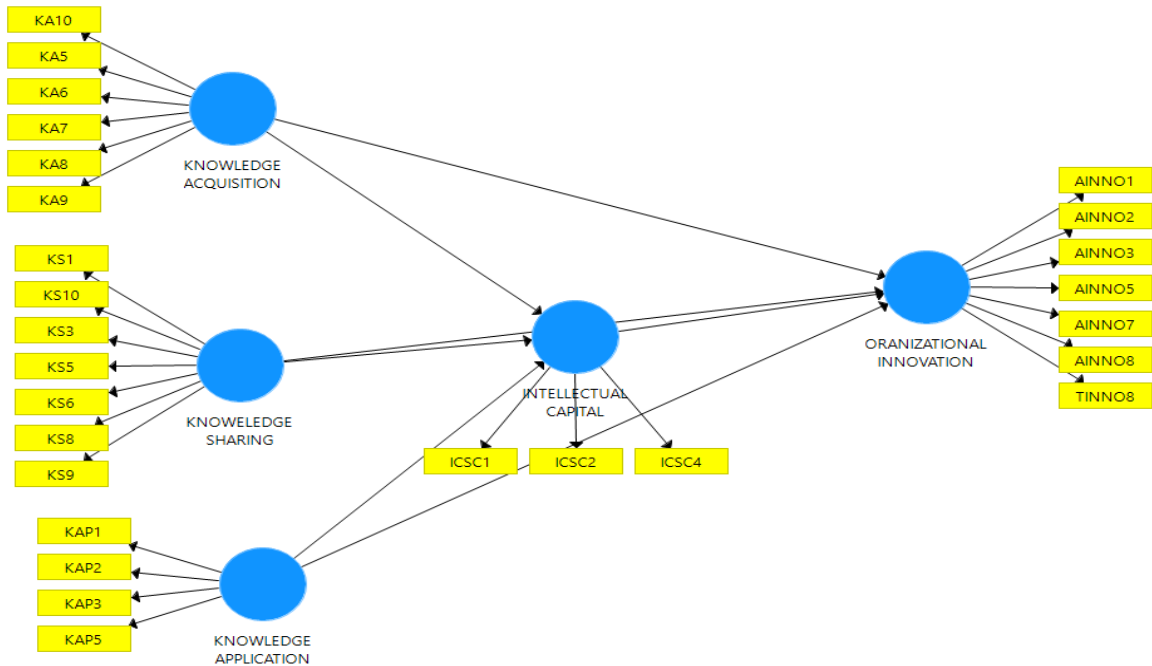 KA10
KA5
KA6
KA7
KA8
KA9
KNOWLEDGE
ACQUISITION
KS1
KS10
KS3
KS5
KS6
KS8
KS9
KNOWELEDGE
SHARING
KAP1
KAP2
KAP3
KAP5
KNOWLEDGE
APPLICATION
INTELLECTUAL
CAPITAL
ICSC1
ICSC2
ICSC4
ORANIZATIONAL
INNOVATION
AINNO1
AINNO2
AINNO3
AINNO5
AINNO7
AINNO8
TINNO8